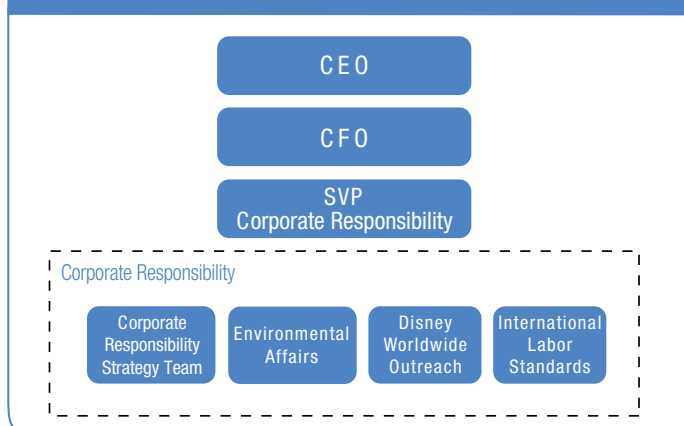 CEO
CFO
SVP
Corporate Responsibility
Corporate Responsibility
Corporate
Responsibility
Strategy Team
Environmental
Affairs
Disney
Worldwide
Outreach
International
Labor
Standards